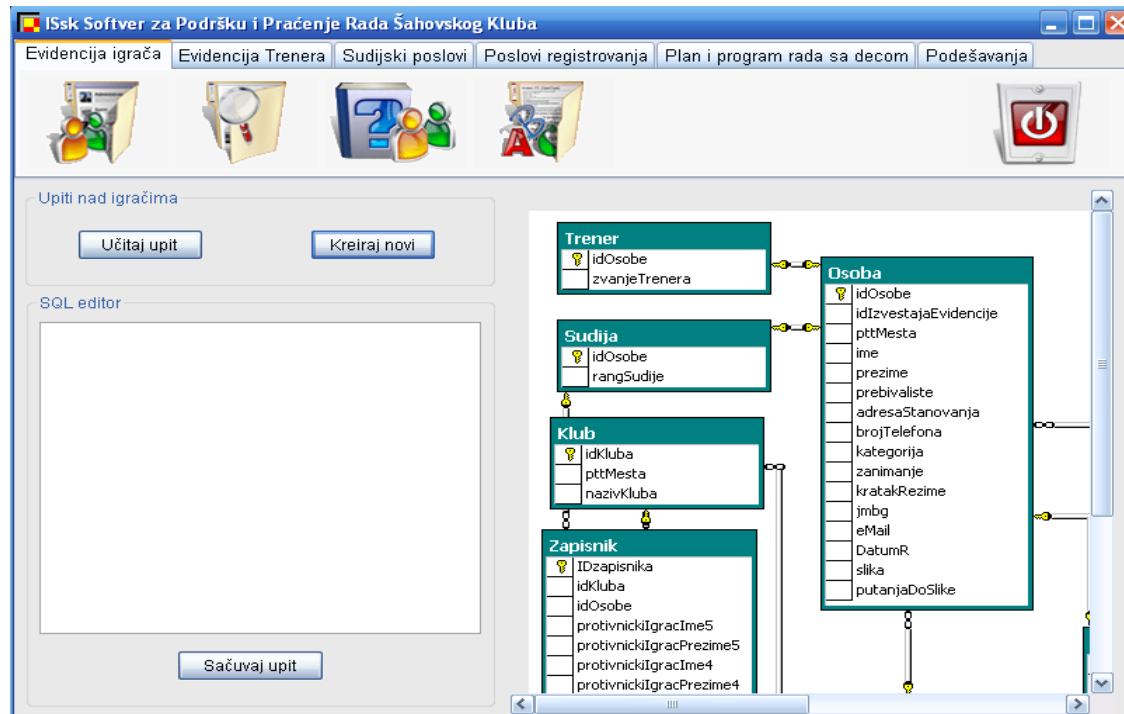 ISsk Softver za Podršku i Praćenje Rada Šahovskog Kluba
Evidencija igrača Evidencija Trenera Sudijski poslovi Poslovi registrovanja Plan i program rada sa decom Podešavanja
Upiti nad igračima
Učitaj upit Kreiraj novi
SQL editor
Sačuvaj upit
Trener
idOsobe
zvanjeTrenera
Sudija
idOsobe
rangSudije
Klub
idKluba
pttMesta
nazivKluba
Zapisnik
IDzapisnika
idKluba
idOsobe
protivnickiIgracIme5
protivnickiIgracPrezime5
protivnickiIgracIme4
protivnickiIgracPrezime4
Osoba
idOsobe
idIzvestajaEvidencije
pttMesta
ime
prezime
prebivaliste
adresaStanovanja
brojTelefona
kategorija
zanimanje
kratakRezime
jmbg
eMail
DatumR
slika
putanjaDoSlike